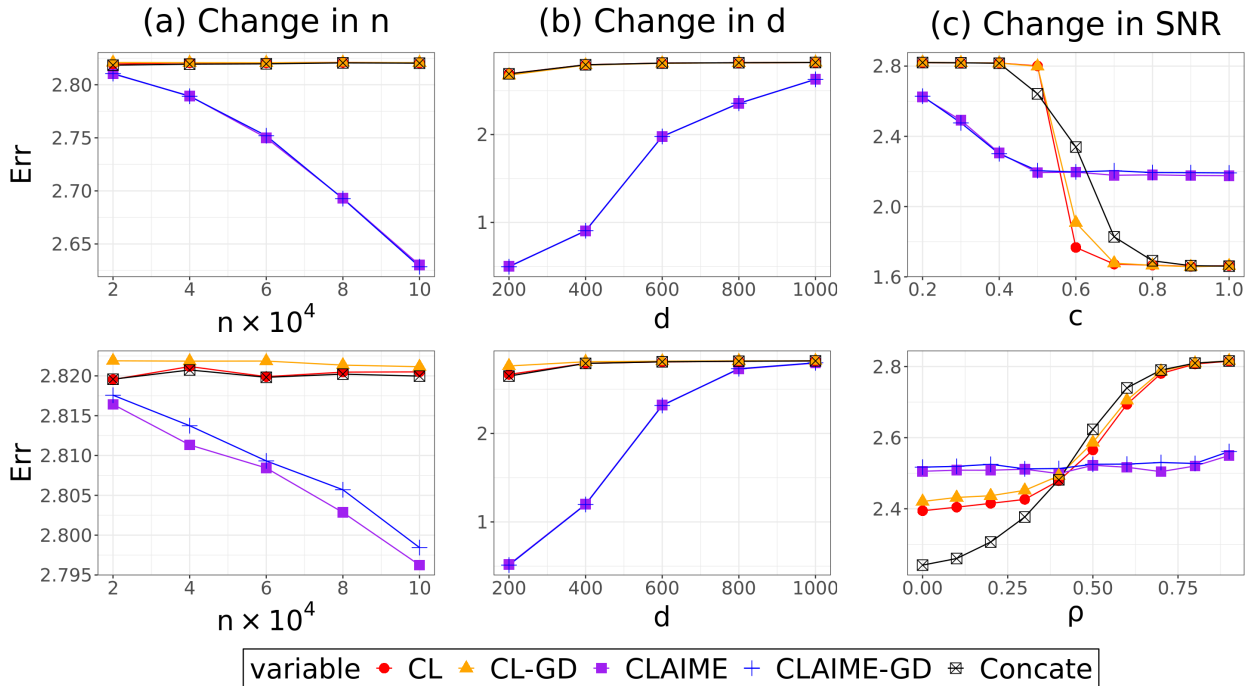 (a) Change in n
(b) Change in d
(c) Change in SNR
Err
2.80
2.75
2.70
2.65
2 4 6 8 10
n × 10⁴
2
1
200 400 600 800 1000
d
2.8
2.4
2.0
1.6
0.2 0.4 0.6 0.8 1.0
c
Err
2.820
2.815
2.810
2.805
2.800
2.795
2 4 6 8 10
n × 10⁴
2
1
200 400 600 800 1000
d
2.8
2.6
2.4
0.00 0.25 0.50 0.75
ρ
variable CL CL-GD CLAIME CLAIME-GD Concate